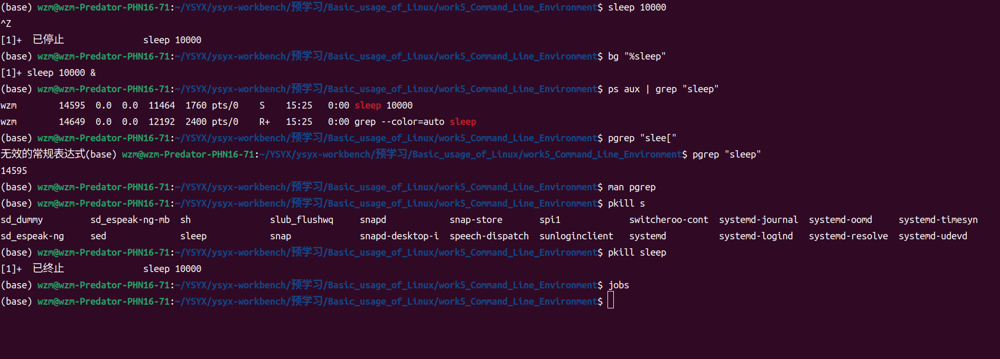 (base) wzm@wzm-Predator-PHN16-71:~/YSYX/ysyx-workbench/预学习/Basic_usage_of_Linux/work5_Command_Line_Environment$ sleep 10000
^Z
[1]+  已停止               sleep 10000
(base) wzm@wzm-Predator-PHN16-71:~/YSYX/ysyx-workbench/预学习/Basic_usage_of_Linux/work5_Command_Line_Environment$ bg "%sleep"
[1]+ sleep 10000 &
(base) wzm@wzm-Predator-PHN16-71:~/YSYX/ysyx-workbench/预学习/Basic_usage_of_Linux/work5_Command_Line_Environment$ ps aux | grep "sleep"
wzm        14595  0.0  0.0  11464  1760 pts/0    S    15:25   0:00 sleep 10000
wzm        14649  0.0  0.0  12192  2400 pts/0    R+   15:25   0:00 grep --color=auto sleep
(base) wzm@wzm-Predator-PHN16-71:~/YSYX/ysyx-workbench/预学习/Basic_usage_of_Linux/work5_Command_Line_Environment$ pgrep "slee["
无效的常规表达式(base) wzm@wzm-Predator-PHN16-71:~/YSYX/ysyx-workbench/预学习/Basic_usage_of_Linux/work5_Command_Line_Environment$ pgrep "sleep"
14595
(base) wzm@wzm-Predator-PHN16-71:~/YSYX/ysyx-workbench/预学习/Basic_usage_of_Linux/work5_Command_Line_Environment$ man pgrep
(base) wzm@wzm-Predator-PHN16-71:~/YSYX/ysyx-workbench/预学习/Basic_usage_of_Linux/work5_Command_Line_Environment$ pkill s
sd_dummy         sd_espeak-ng-mb  sh               slub_flushwq     snapd            snap-store       spi1             switcheroo-cont  systemd-journal  systemd-oomd     systemd-timesyn
sd_espeak-ng     sed              sleep            snap             snapd-desktop-i  speech-dispatch  sunloginclient   systemd          systemd-logind   systemd-resolve  systemd-udevd
(base) wzm@wzm-Predator-PHN16-71:~/YSYX/ysyx-workbench/预学习/Basic_usage_of_Linux/work5_Command_Line_Environment$ pkill sleep
[1]+  已终止               sleep 10000
(base) wzm@wzm-Predator-PHN16-71:~/YSYX/ysyx-workbench/预学习/Basic_usage_of_Linux/work5_Command_Line_Environment$ jobs
(base) wzm@wzm-Predator-PHN16-71:~/YSYX/ysyx-workbench/预学习/Basic_usage_of_Linux/work5_Command_Line_Environment$